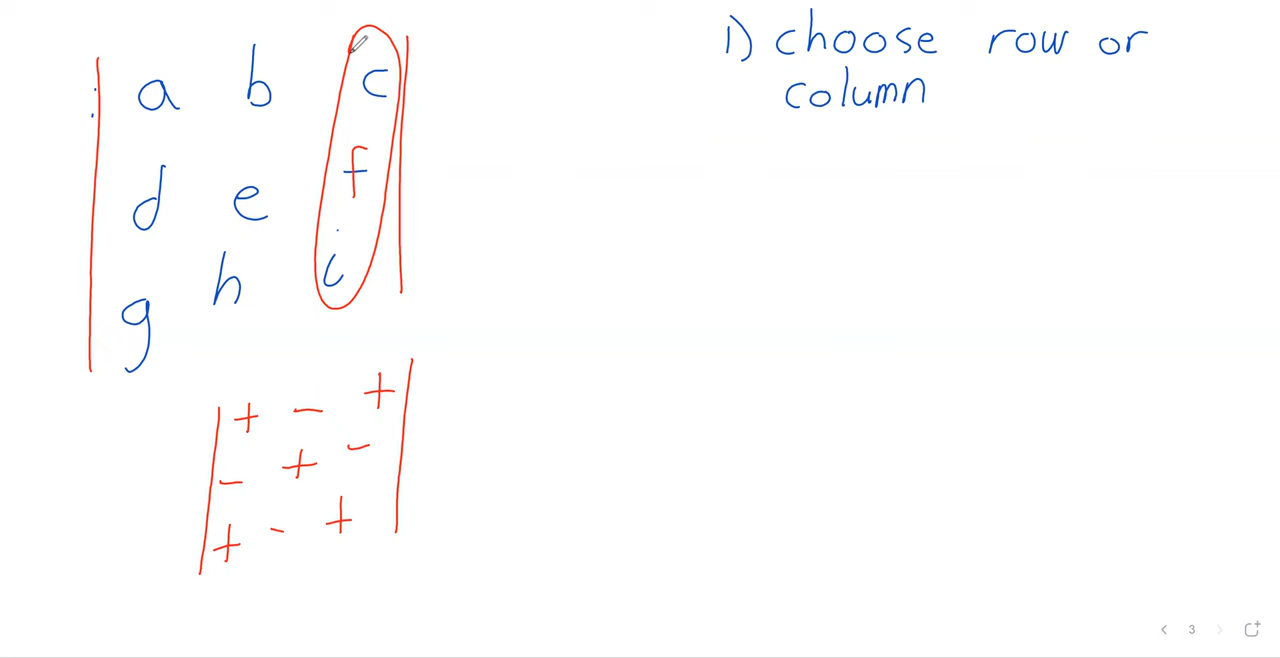 a b c
d e f
g h i
+ - +
- + -
+ - +
1) choose row or
column
< 3 >